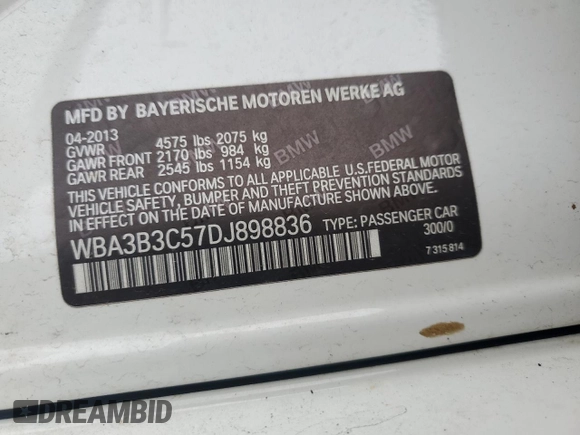 MFD BY BAYERISCHE MOTOREN WERKE AG
04-2013
GVWR 4575 lbs 2075 kg
GAWR FRONT 2170 lbs 984 kg
GAWR REAR 2545 lbs 1154 kg
THIS VEHICLE CONFORMS TO ALL APPLICABLE U.S.FEDERAL MOTOR
VEHICLE SAFETY, BUMPER, AND THEFT PREVENTION STANDARDS
IN EFFECT ON THE DATE OF MANUFACTURE SHOWN ABOVE.
WBA3B3C57DJ898836 TYPE: PASSENGER CAR
300/0
7 315 814
BMW
BMW
BMW
BMW
DREAMBID